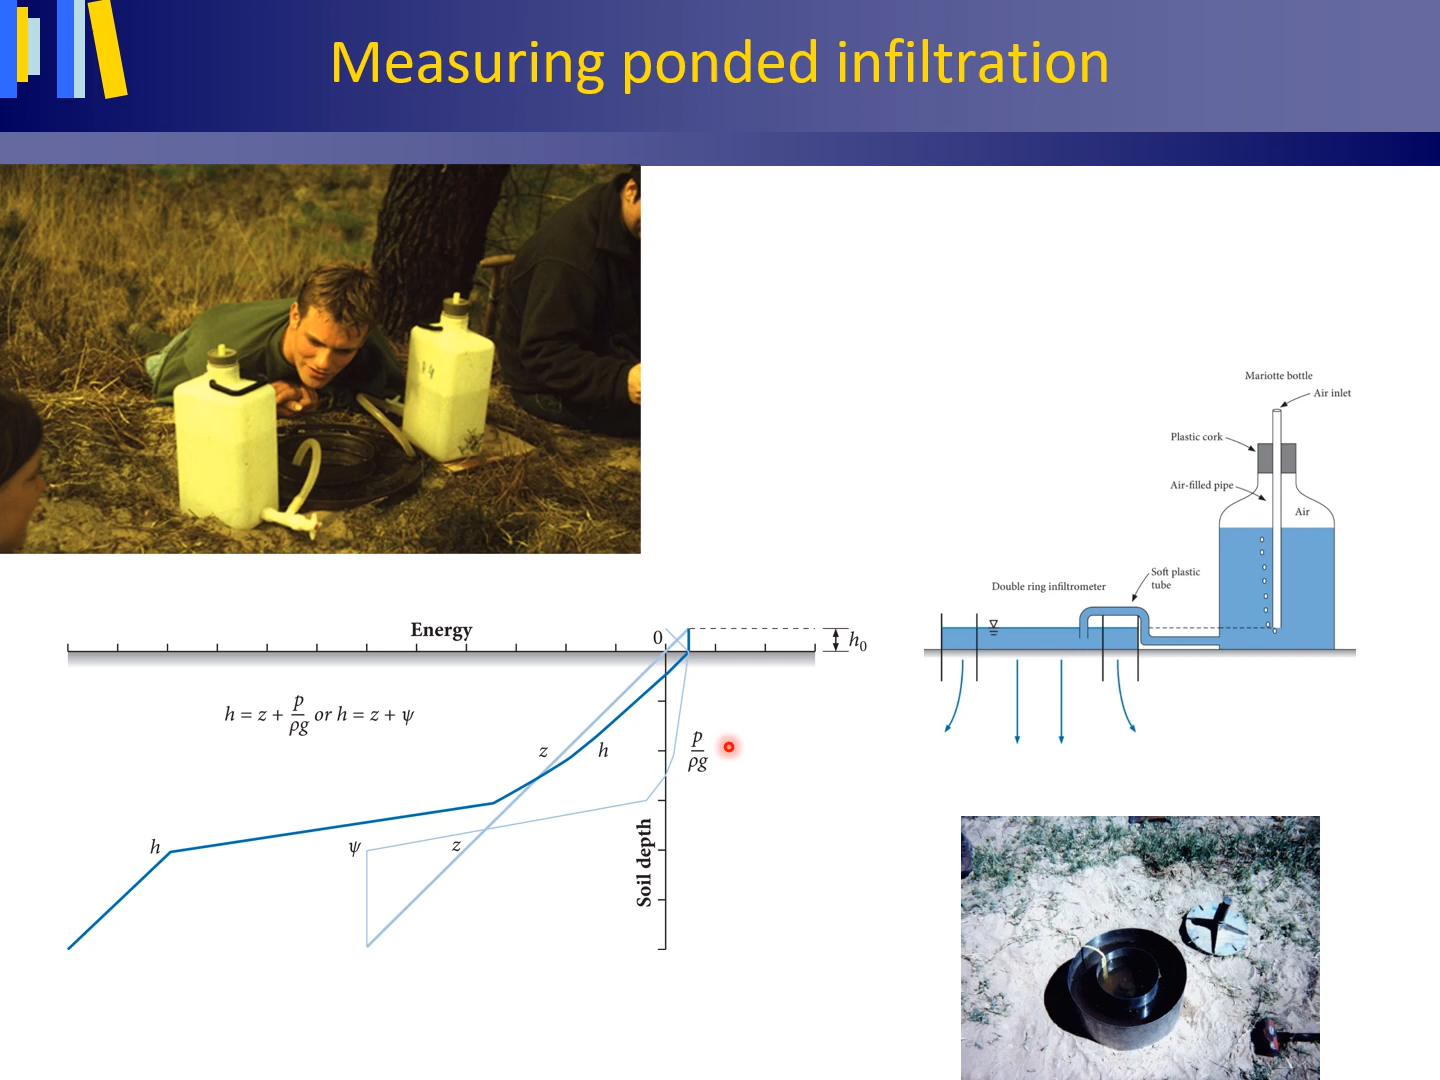 Measuring ponded infiltration
Mariotte bottle
Air inlet
Plastic cork
Air-filled pipe
Air
Soft plastic
tube
Double ring infiltrometer
Energy
0
h₀
h = z + p/ρg or h = z + ψ
z
h
p/ρg
h
ψ
z
Soil depth